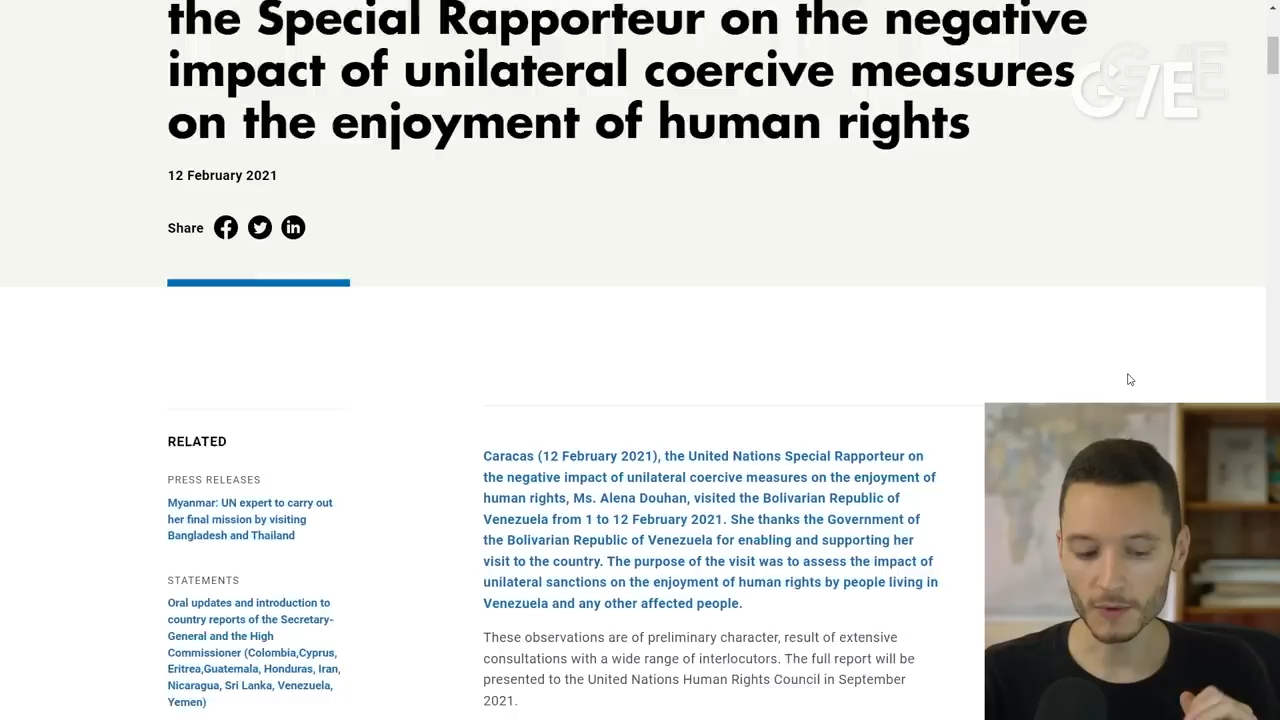 the Special Rapporteur on the negative
impact of unilateral coercive measures
on the enjoyment of human rights
12 February 2021
Share
RELATED
PRESS RELEASES
Myanmar: UN expert to carry out
her final mission by visiting
Bangladesh and Thailand
STATEMENTS
Oral updates and introduction to
country reports of the Secretary-
General and the High
Commissioner (Colombia,Cyprus,
Eritrea,Guatemala, Honduras, Iran,
Nicaragua, Sri Lanka, Venezuela,
Yemen)
Caracas (12 February 2021), the United Nations Special Rapporteur on
the negative impact of unilateral coercive measures on the enjoyment of
human rights, Ms. Alena Douhan, visited the Bolivarian Republic of
Venezuela from 1 to 12 February 2021. She thanks the Government of
the Bolivarian Republic of Venezuela for enabling and supporting her
visit to the country. The purpose of the visit was to assess the impact of
unilateral sanctions on the enjoyment of human rights by people living in
Venezuela and any other affected people.
These observations are of preliminary character, result of extensive
consultations with a wide range of interlocutors. The full report will be
presented to the United Nations Human Rights Council in September
2021.